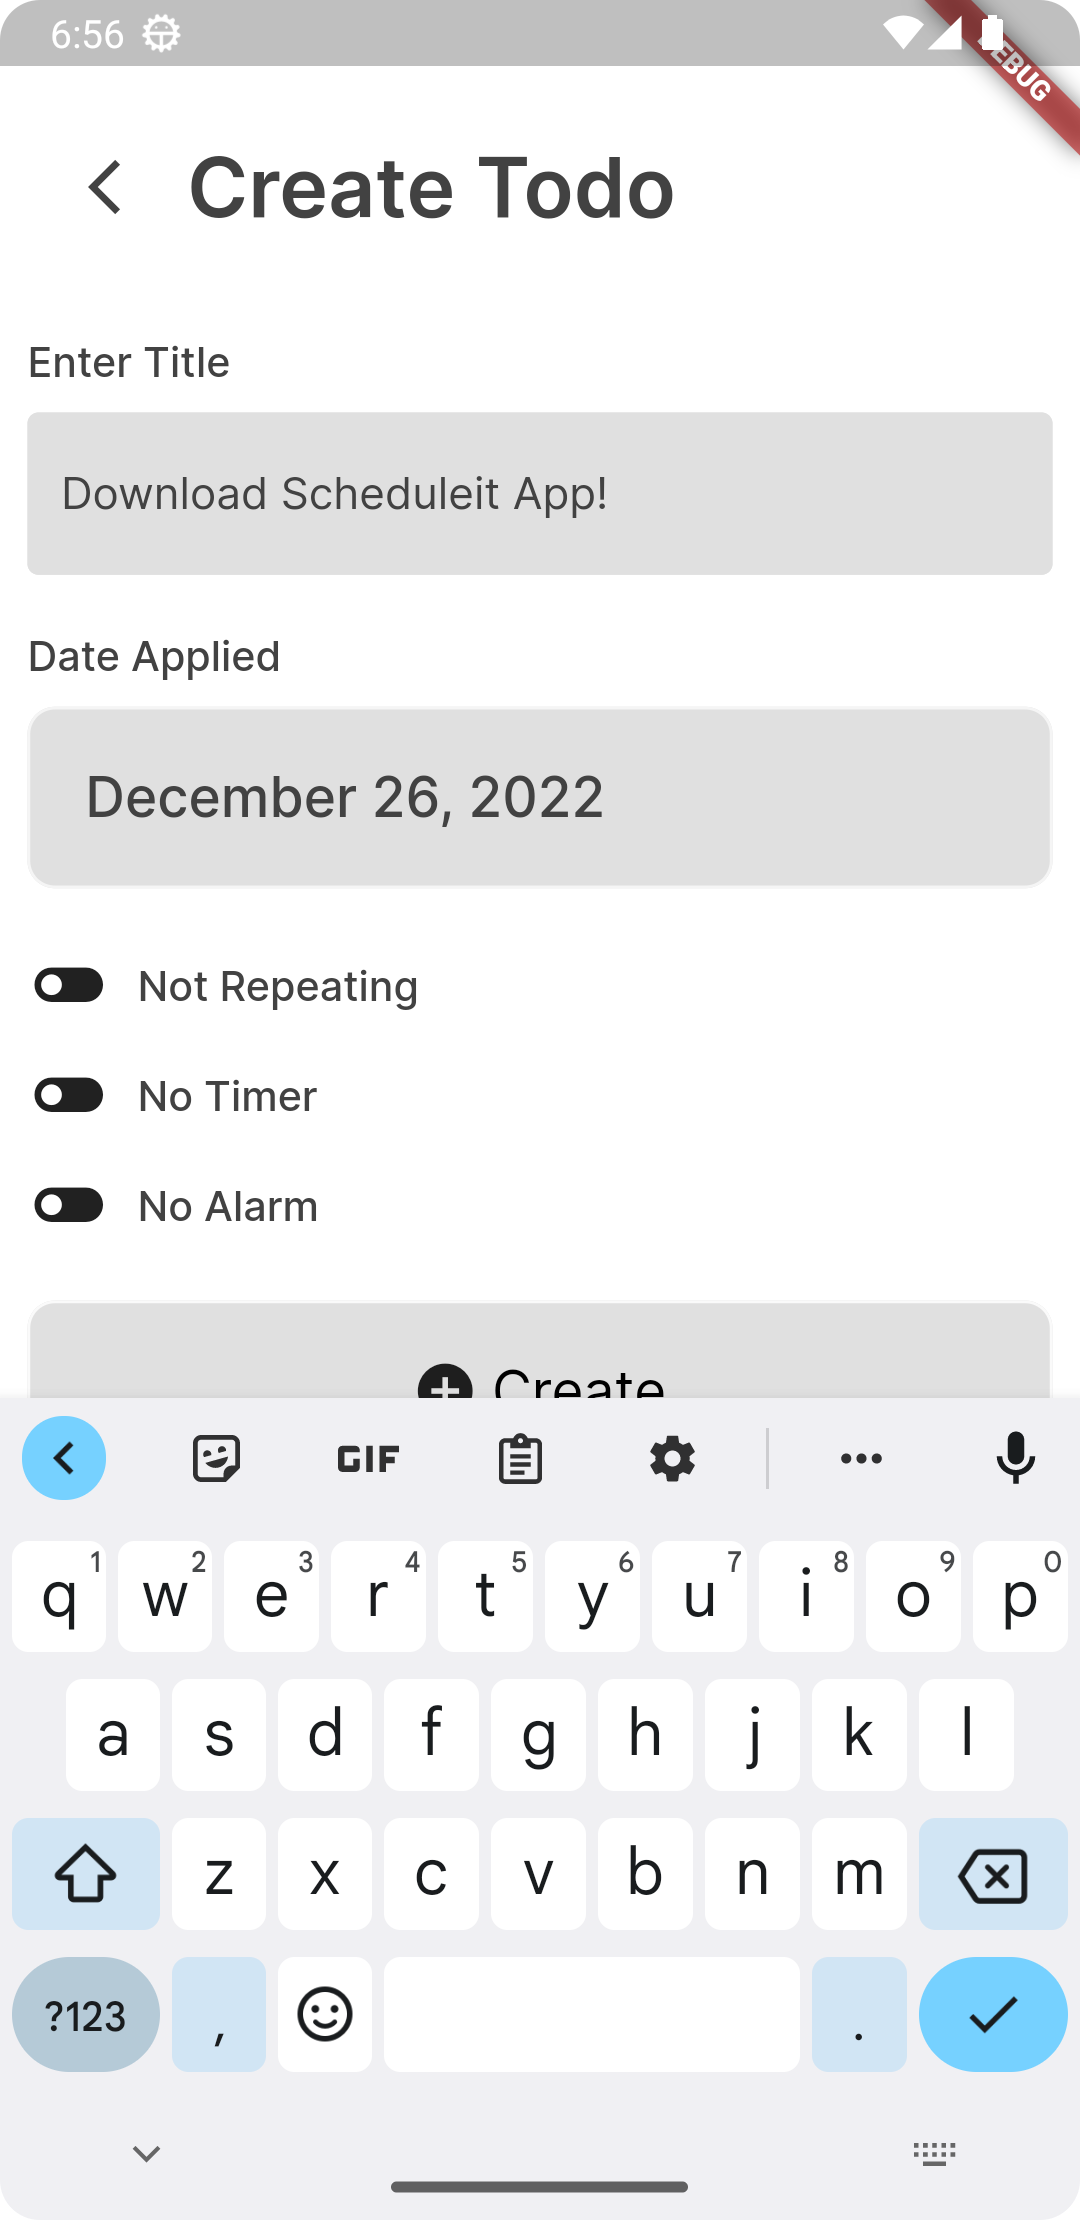 6:56
DEBUG
Create Todo
Enter Title
Download Scheduleit App!
Date Applied
December 26, 2022
Not Repeating
No Timer
No Alarm
Create
GIF
1 2 3 4 5 6 7 8 9 0
q w e r t y u i o p
a s d f g h j k l
z x c v b n m
?123 , .